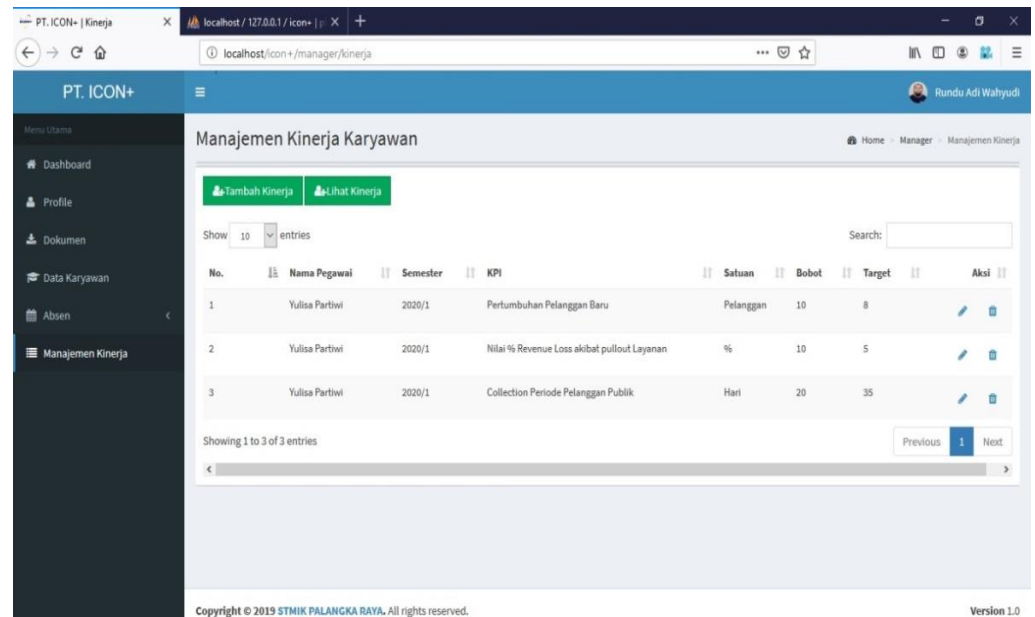 PT. ICON+ | Kinerja
localhost / 127.0.0.1 / icon+ | p
localhost/icon+/manager/kinerja
PT. ICON+
Rundu Adi Wahyudi
Menu Utama
Dashboard
Profile
Dokumen
Data Karyawan
Absen
Manajemen Kinerja
Manajemen Kinerja Karyawan
Home > Manager > Manajemen Kinerja
Tambah Kinerja Lihat Kinerja
Show 10 entries Search:
No. Nama Pegawai Semester KPI Satuan Bobot Target Aksi
1 Yulisa Partiwi 2020/1 Pertumbuhan Pelanggan Baru Pelanggan 10 8
2 Yulisa Partiwi 2020/1 Nilai % Revenue Loss akibat pullout Layanan % 10 5
3 Yulisa Partiwi 2020/1 Collection Periode Pelanggan Publik Hari 20 35
Showing 1 to 3 of 3 entries Previous 1 Next
Copyright © 2019 STMIK PALANGKA RAYA. All rights reserved. Version 1.0